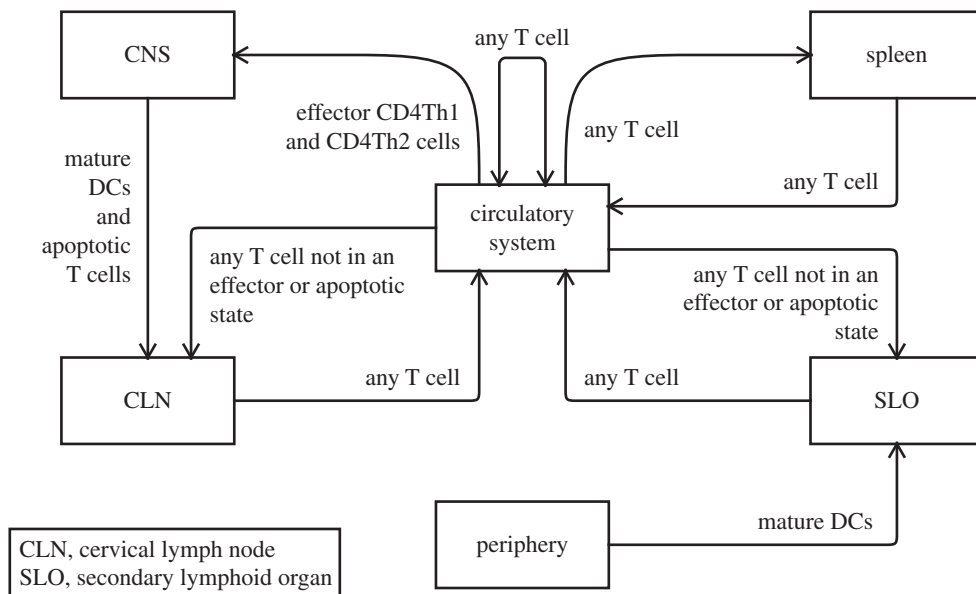 CNS
any T cell
spleen
effector CD4Th1
and CD4Th2 cells
any T cell
mature
DCs
and
apoptotic
T cells
any T cell
circulatory
system
any T cell not in an
effector or apoptotic
state
any T cell not in an
effector or apoptotic
state
CLN
any T cell
any T cell
SLO
periphery
mature DCs
CLN, cervical lymph node
SLO, secondary lymphoid organ